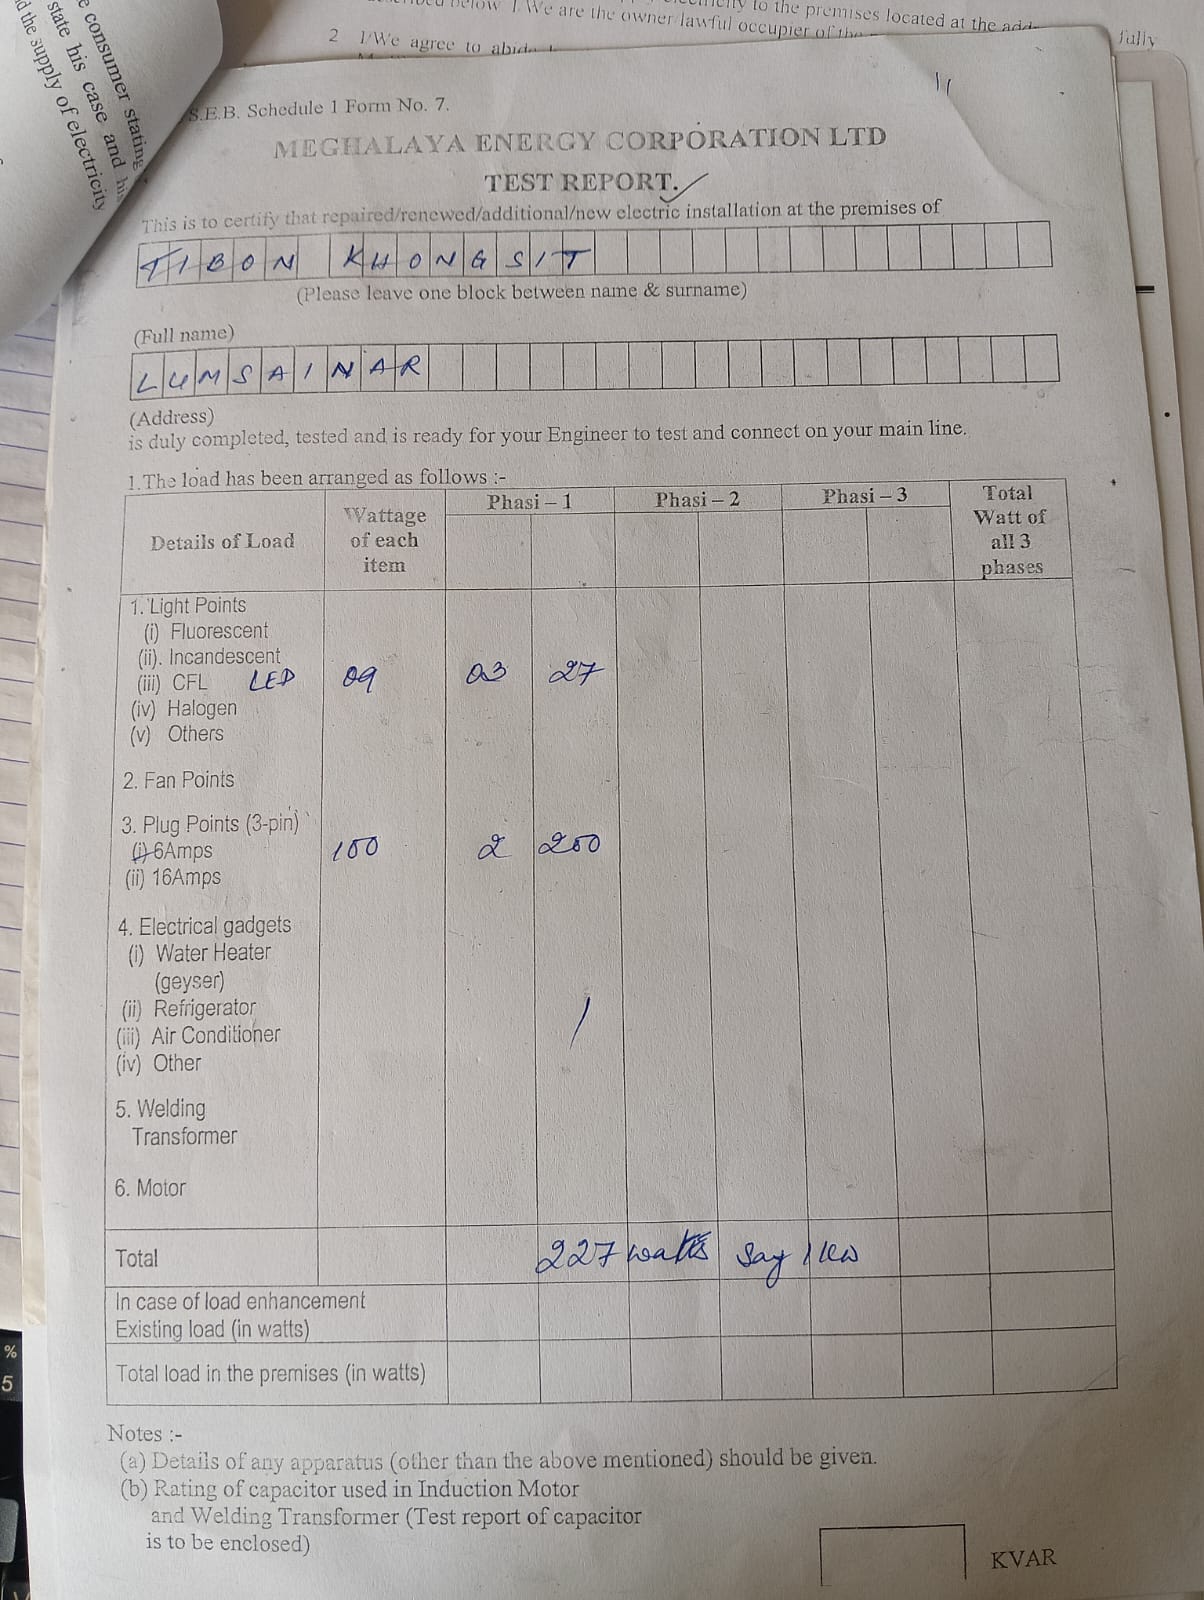 e consumer stating
state his case and his
d the supply of electricity
described below I/We are the owner/lawful occupier of the
to the premises located at the
fully
2 I/We agree to abide
S.E.B. Schedule 1 Form No. 7.
MEGHALAYA ENERGY CORPORATION LTD
TEST REPORT.
This is to certify that repaired/renewed/additional/new electric installation at the premises of
TIBON KHONGSIT
(Please leave one block between name & surname)
(Full name)
LUMSAINAR
(Address)
is duly completed, tested and is ready for your Engineer to test and connect on your main line.
1.The load has been arranged as follows :-
Details of Load Wattage of each item Phasi – 1 Phasi – 2 Phasi – 3 Total Watt of all 3 phases
1. Light Points
(i) Fluorescent
(ii). Incandescent
(iii) CFL LED 09 03 27
(iv) Halogen
(v) Others
2. Fan Points
3. Plug Points (3-pin)
(i) 6Amps 100 2 200
(ii) 16Amps
4. Electrical gadgets
(i) Water Heater
(geyser)
(ii) Refrigerator
(iii) Air Conditioner
(iv) Other
5. Welding
Transformer
6. Motor
Total 227 watts say 1 kw
In case of load enhancement
Existing load (in watts)
Total load in the premises (in watts)
Notes :-
(a) Details of any apparatus (other than the above mentioned) should be given.
(b) Rating of capacitor used in Induction Motor
and Welding Transformer (Test report of capacitor
is to be enclosed)
KVAR
%
5